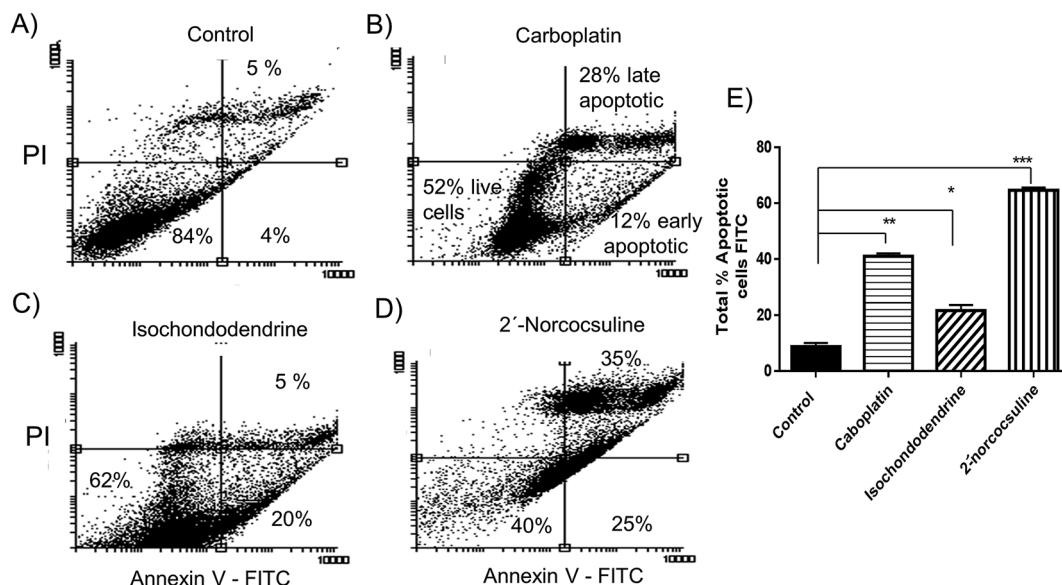 A)
Control
5 %
PI
84%
4%
B)
Carboplatin
28% late
apoptotic
52% live
cells
12% early
apoptotic
C)
Isochondodendrine
5 %
PI
62%
20%
Annexin V - FITC
D)
2´-Norcocsuline
35%
40%
25%
Annexin V - FITC
E)
Total % Apoptotic
cells FITC
80
60
40
20
0
***
*
**
Control
Caboplatin
Isochondodendrine
2´norcocsuline